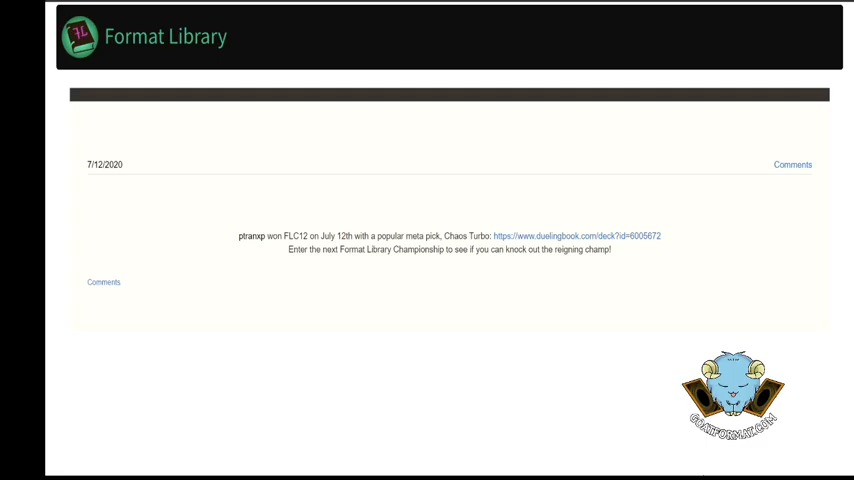 FL Format Library
7/12/2020 Comments
ptranxp won FLC12 on July 12th with a popular meta pick, Chaos Turbo: https://www.duelingbook.com/deck?id=6005672
Enter the next Format Library Championship to see if you can knock out the reigning champ!
Comments
GOATFORMAT.COM